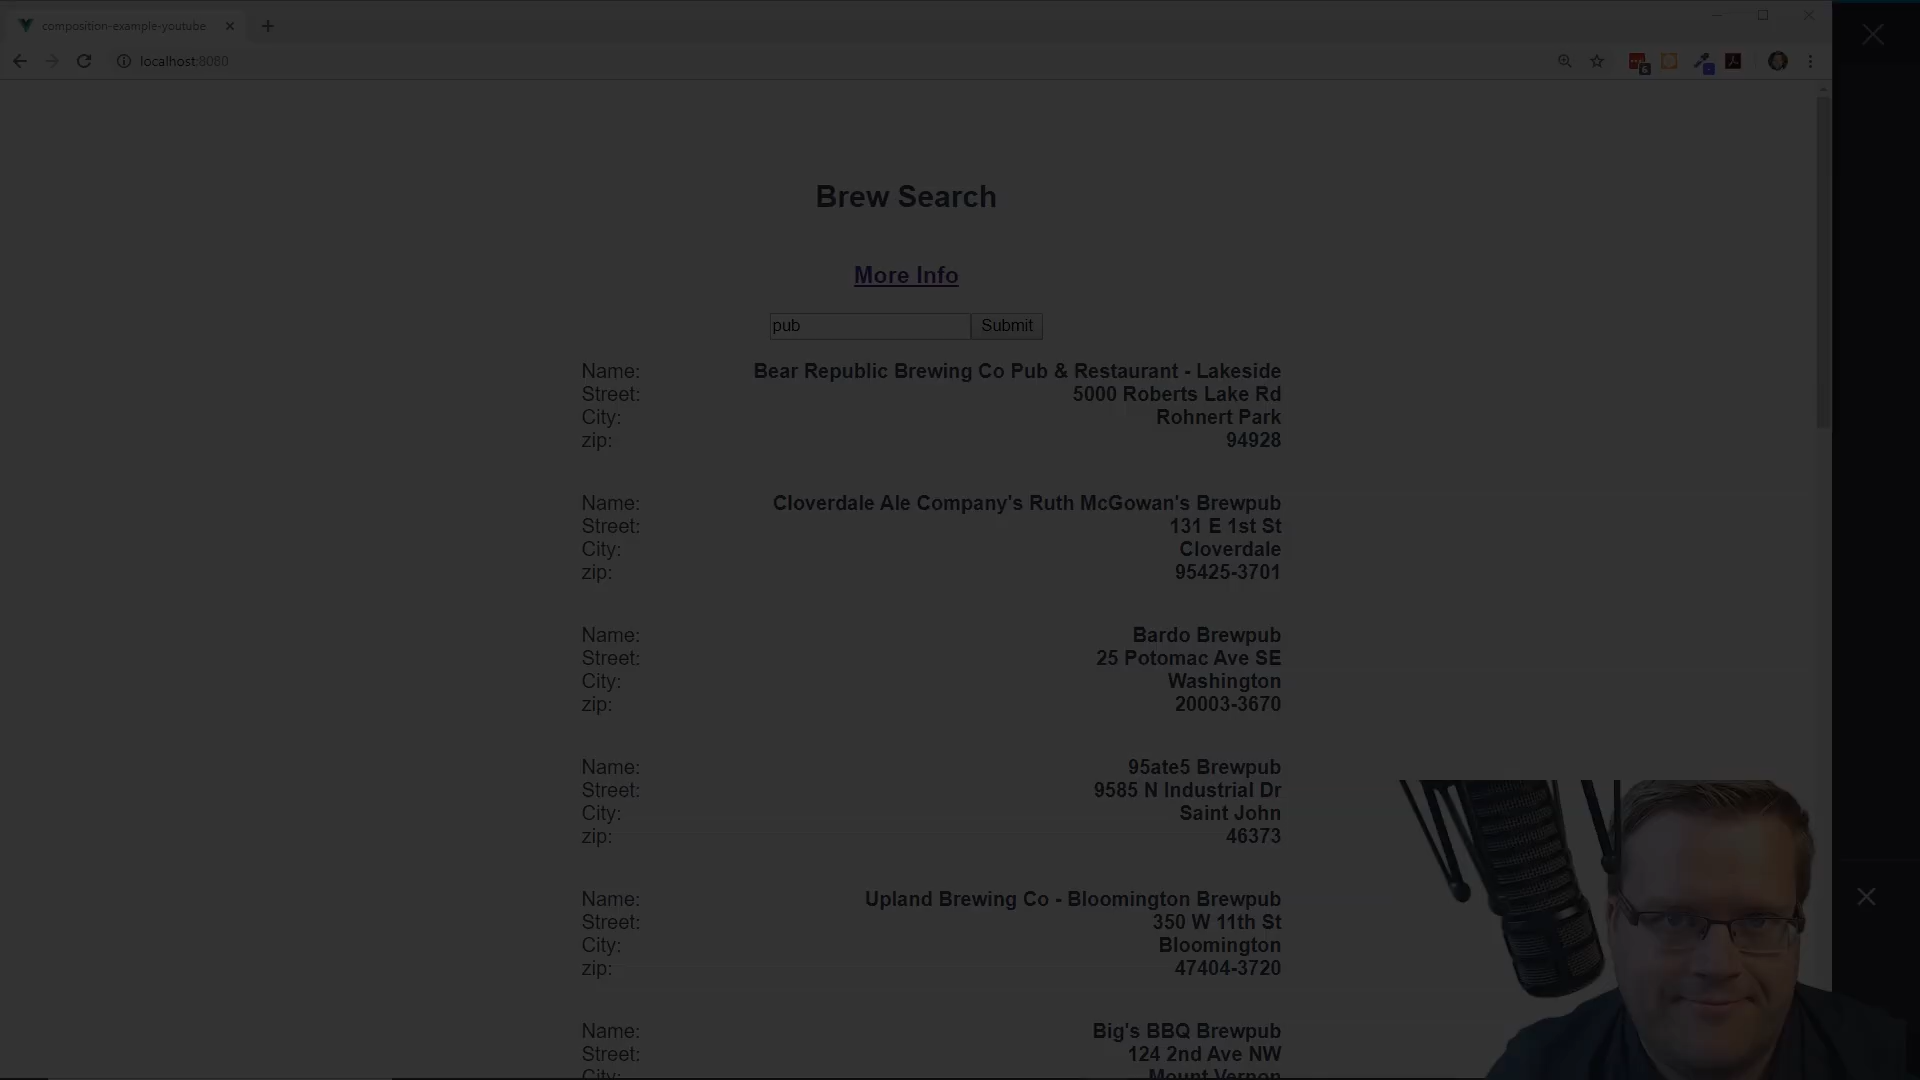 composition-example-youtube
localhost:8080
6
Brew Search
More Info
pub Submit
Name: Bear Republic Brewing Co Pub & Restaurant - Lakeside
Street: 5000 Roberts Lake Rd
City: Rohnert Park
zip: 94928
Name: Cloverdale Ale Company's Ruth McGowan's Brewpub
Street: 131 E 1st St
City: Cloverdale
zip: 95425-3701
Name: Bardo Brewpub
Street: 25 Potomac Ave SE
City: Washington
zip: 20003-3670
Name: 95ate5 Brewpub
Street: 9585 N Industrial Dr
City: Saint John
zip: 46373
Name: Upland Brewing Co - Bloomington Brewpub
Street: 350 W 11th St
City: Bloomington
zip: 47404-3720
Name: Big's BBQ Brewpub
Street: 124 2nd Ave NW
City: Mount Vernon